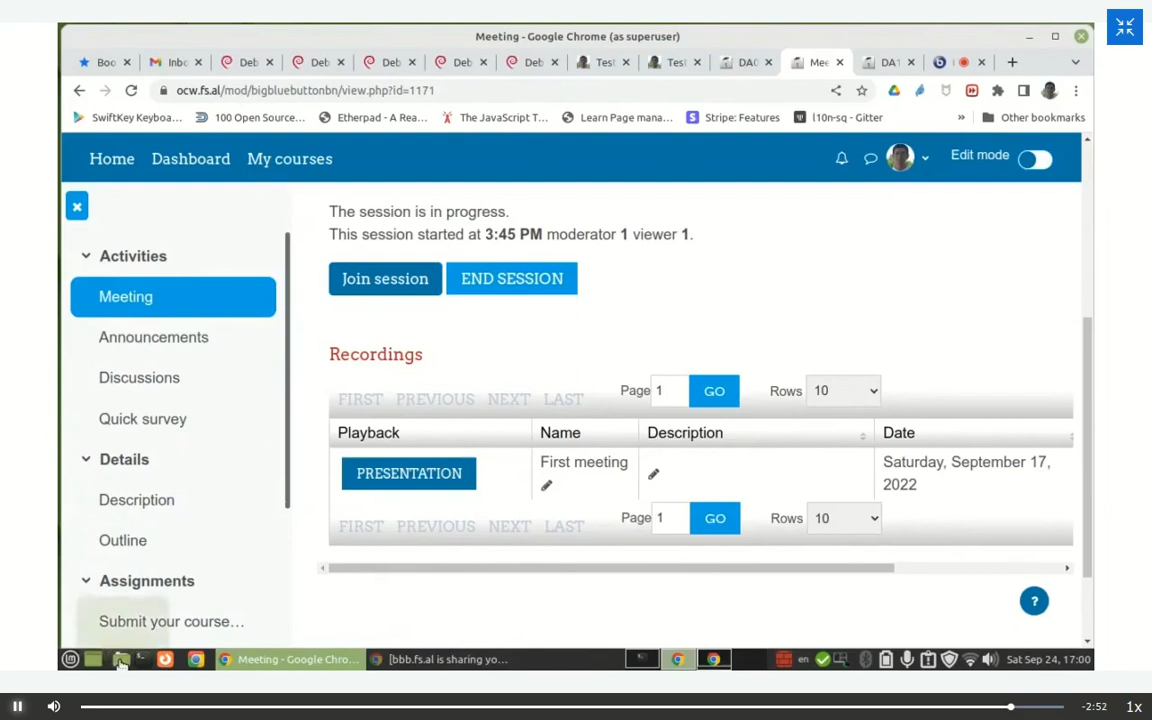 Meeting - Google Chrome (as superuser)
Boo
Inbo
Deb
Deb
Deb
Deb
Deb
Test
Test
DA0
Mee
DA1
ocw.fs.al/mod/bigbluebuttonbn/view.php?id=1171
SwiftKey Keyboa...
100 Open Source...
Etherpad - A Rea...
The JavaScript T...
Learn Page mana...
Stripe: Features
l10n-sq - Gitter
»
Other bookmarks
Home
Dashboard
My courses
Edit mode
The session is in progress.
This session started at 3:45 PM moderator 1 viewer 1.
Join session
END SESSION
Activities
Meeting
Announcements
Discussions
Quick survey
Details
Description
Outline
Assignments
Submit your course...
Recordings
FIRST PREVIOUS NEXT LAST
Page 1 GO
Rows 10
Playback
Name
Description
Date
PRESENTATION
First meeting
Saturday, September 17,
2022
FIRST PREVIOUS NEXT LAST
Page 1 GO
Rows 10
?
Meeting - Google Chro...
[bbb.fs.al is sharing yo...
en
Sat Sep 24, 17:00
-2:52
1x